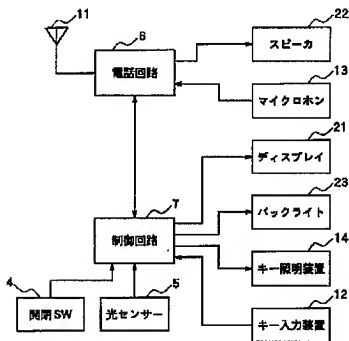 11
6
電話回路
22
スピーカ
13
マイクロホン
21
ディスプレイ
23
バックライト
7
制御回路
14
キー照明装置
4
開閉SW
5
光センサー
12
キー入力装置